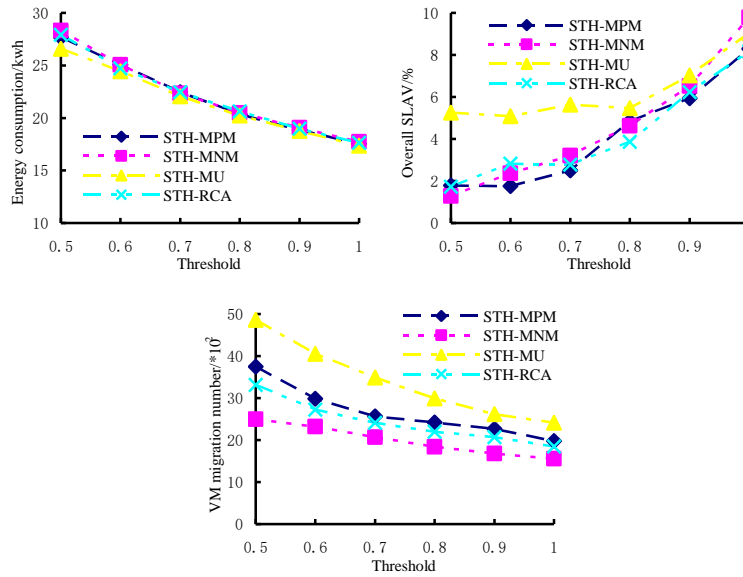 Energy consumption/kwh
30
25
20
15
10
STH-MPM
STH-MNM
STH-MU
STH-RCA
0.5 0.6 0.7 0.8 0.9 1
Threshold
Overall SLAV/%
10
8
6
4
2
0
STH-MPM
STH-MNM
STH-MU
STH-RCA
0.5 0.6 0.7 0.8 0.9
Threshold
VM migration number/*10²
50
40
30
20
10
0
STH-MPM
STH-MNM
STH-MU
STH-RCA
0.5 0.6 0.7 0.8 0.9 1
Threshold